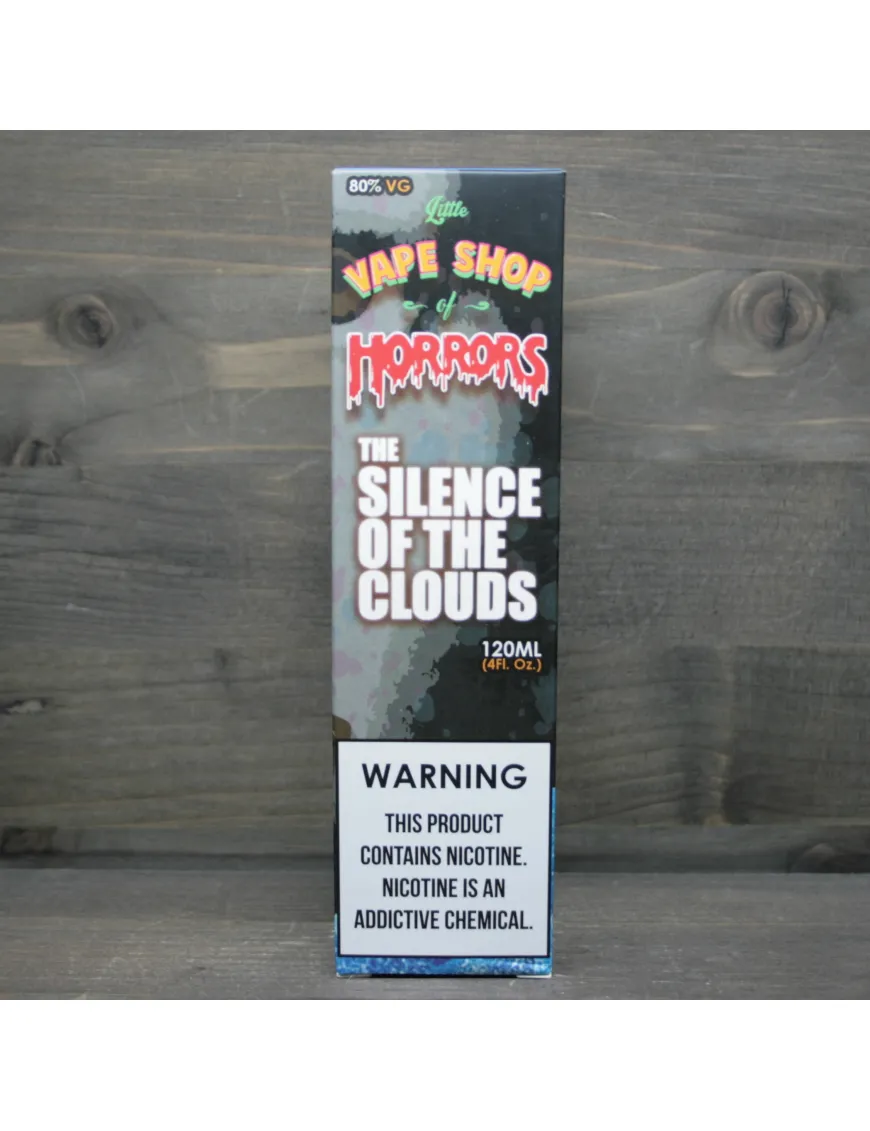 80% VG
Little
VAPE SHOP
of
HORRORS
THE
SILENCE
OF THE
CLOUDS
120ML
(4Fl. Oz.)
WARNING
THIS PRODUCT
CONTAINS NICOTINE.
NICOTINE IS AN
ADDICTIVE CHEMICAL.